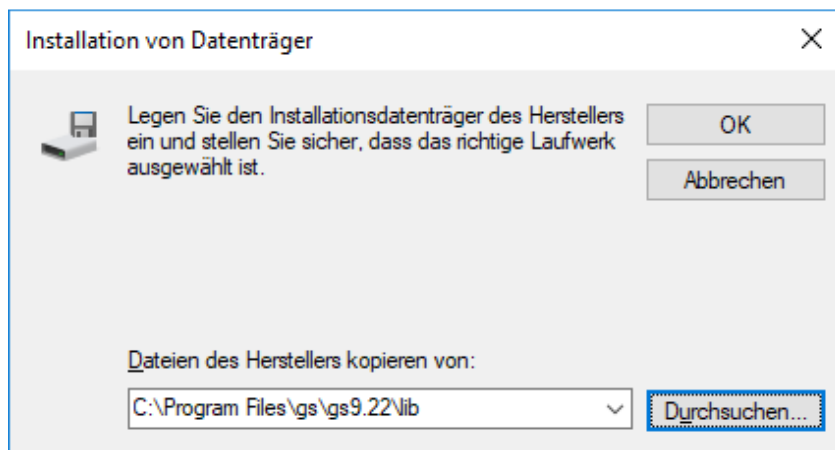 Installation von Datenträger
Legen Sie den Installationsdatenträger des Herstellers
ein und stellen Sie sicher, dass das richtige Laufwerk
ausgewählt ist.
OK
Abbrechen
Dateien des Herstellers kopieren von:
C:\Program Files\gs\gs9.22\lib
Durchsuchen...